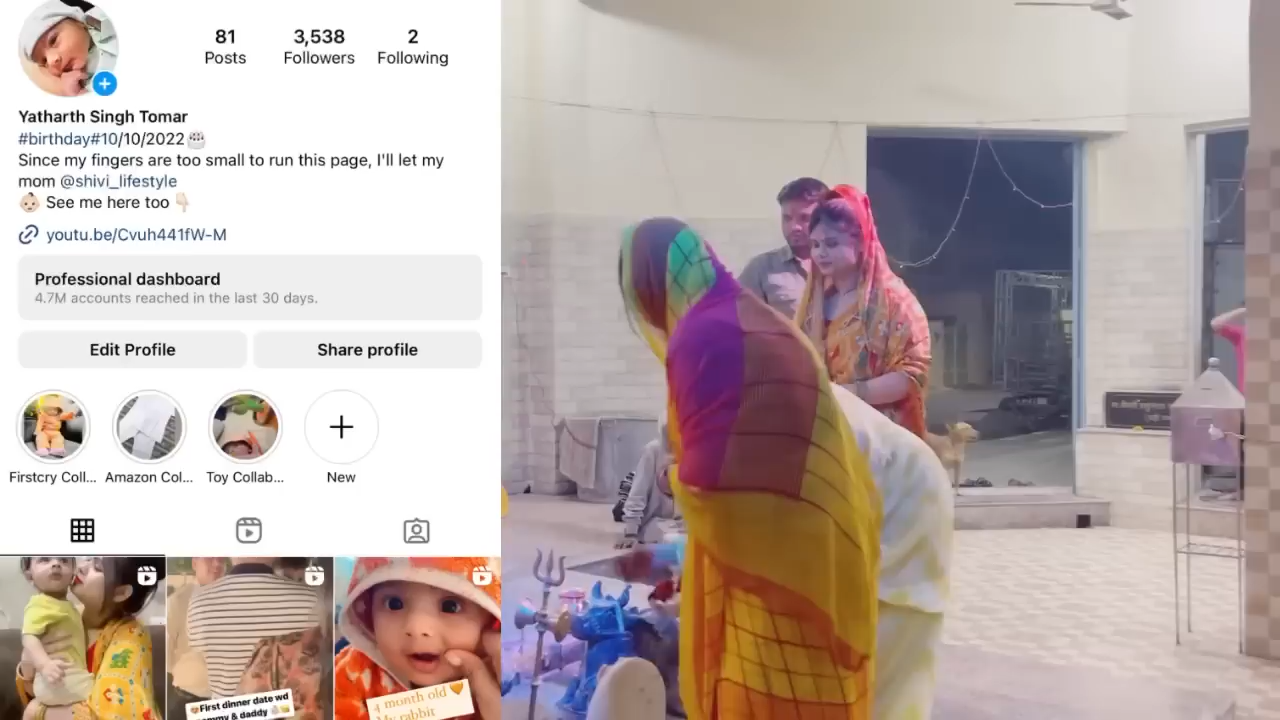 81
3,538
2
Posts
Followers
Following
Yatharth Singh Tomar
#birthday#10/10/2022
Since my fingers are too small to run this page, I'll let my
mom @shivi_lifestyle
See me here too
youtu.be/Cvuh441fW-M
Professional dashboard
4.7M accounts reached in the last 30 days.
Edit Profile
Share profile
Firstcry Coll...
Amazon Col...
Toy Collab...
New
First dinner date wd
mommy & daddy
4 month old
My rabbit